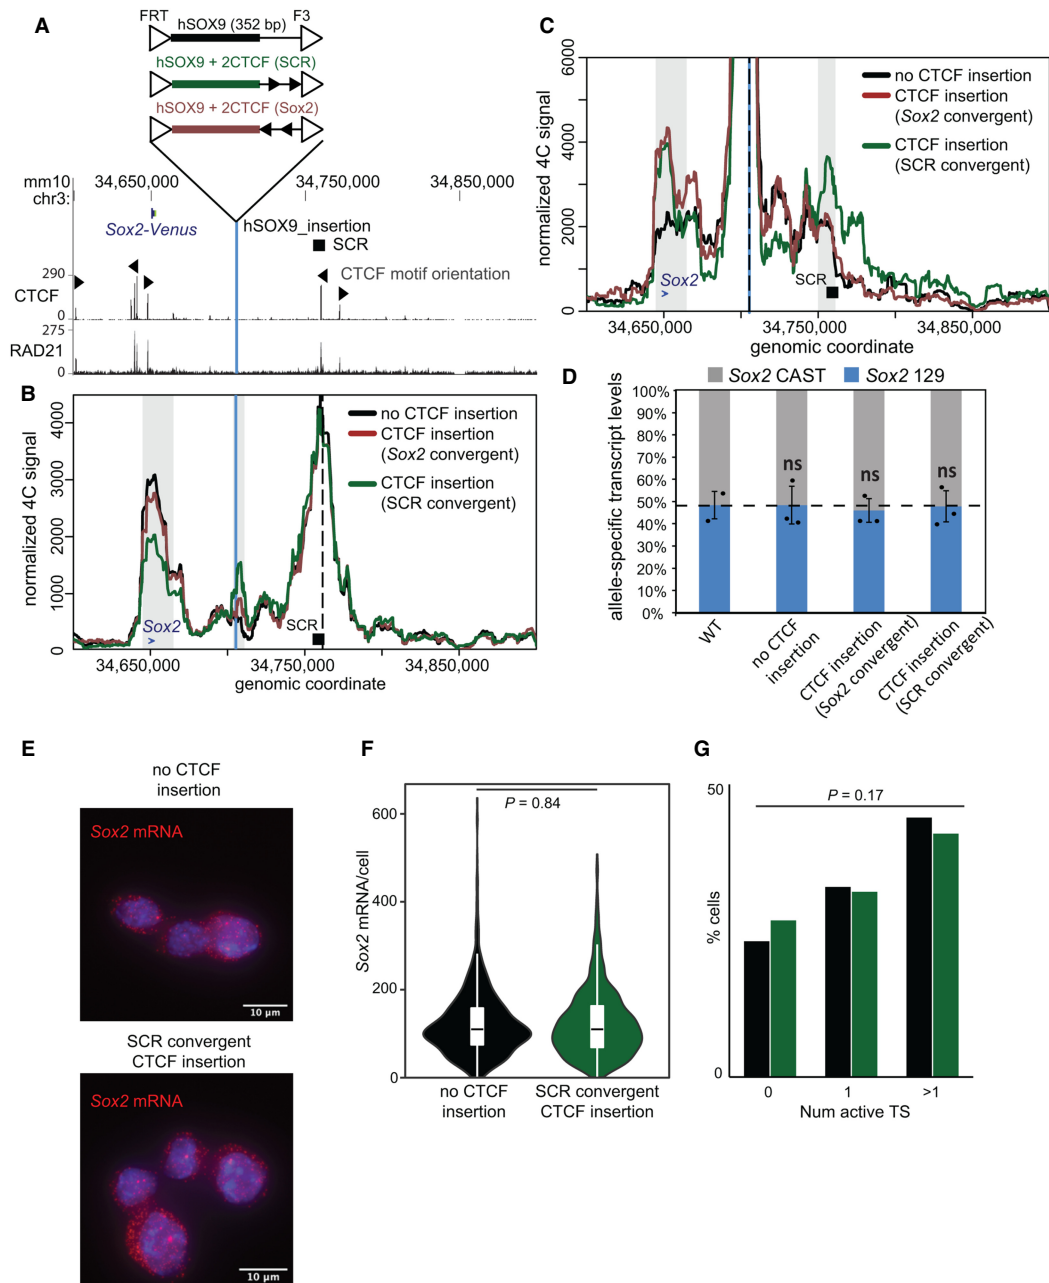 A
FRT
hSOX9 (352 bp)
F3
hSOX9 + 2CTCF (SCR)
hSOX9 + 2CTCF (Sox2)
mm10
chr3:
34,650,000
34,750,000
34,850,000
Sox2-Venus
hSOX9_insertion
SCR
CTCF motif orientation
290
CTCF
0
275
RAD21
0
B
normalized 4C signal
4000
3000
2000
1000
0
no CTCF insertion
CTCF insertion
(Sox2 convergent)
CTCF insertion
(SCR convergent)
Sox2
SCR
34,650,000
34,750,000
34,850,000
genomic coordinate
C
normalized 4C signal
6000
4000
2000
0
no CTCF insertion
CTCF insertion
(Sox2 convergent)
CTCF insertion
(SCR convergent)
Sox2
SCR
34,650,000
34,750,000
34,850,000
genomic coordinate
D
Sox2 CAST
Sox2 129
allele-specific transcript levels
100%
90%
80%
70%
60%
50%
40%
30%
20%
10%
0%
ns
ns
ns
WT
no CTCF
insertion
CTCF insertion
(Sox2 convergent)
CTCF insertion
(SCR convergent)
E
no CTCF
insertion
Sox2 mRNA
10 µm
SCR convergent
CTCF insertion
Sox2 mRNA
10 µm
F
Sox2 mRNA/cell
600
400
200
0
P = 0.84
no CTCF
insertion
SCR convergent
CTCF insertion
G
% cells
50
0
P = 0.17
0
1
>1
Num active TS